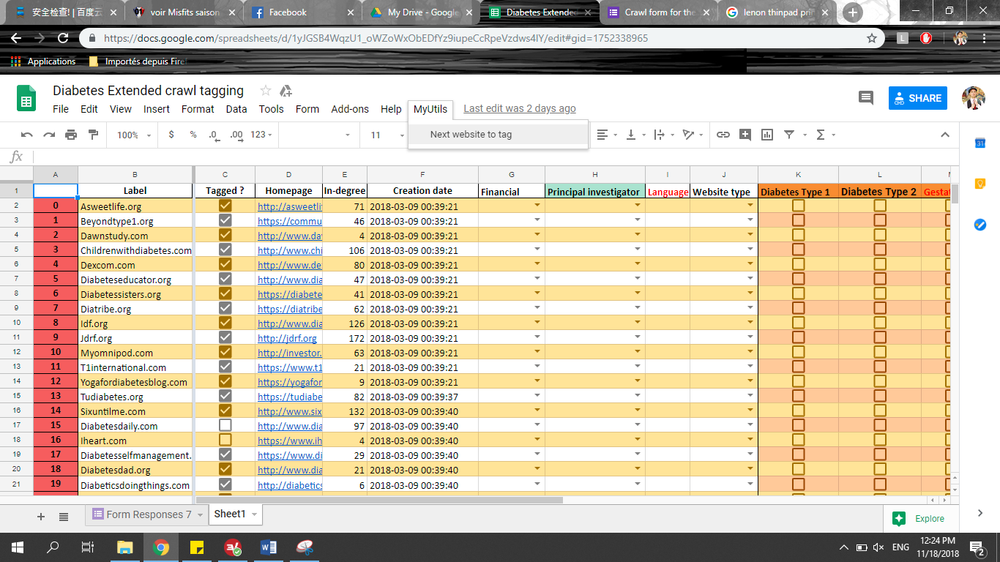 安全检查! | 百度云
voir Misfits saison
Facebook
My Drive - Google
Diabetes Extende
Crawl form for the
lenon thinpad pri
https://docs.google.com/spreadsheets/d/1yJGSB4WqzU1_oWZoWxObEDfYz9iupeCcRpeVzdws4lY/edit#gid=1752338965
Applications
Importés depuis Firef
Diabetes Extended crawl tagging
SHARE
File Edit View Insert Format Data Tools Form Add-ons Help MyUtils Last edit was 2 days ago
Next website to tag
100% $ % .0 .00 123 11
fx
A B C D E F G H I J K L
1 Label Tagged ? Homepage In-degree Creation date Financial Principal investigator Language Website type Diabetes Type 1 Diabetes Type 2 Gestat
2 0 Asweetlife.org http://asweetli 71 2018-03-09 00:39:21
3 1 Beyondtype1.org https://commu 46 2018-03-09 00:39:21
4 2 Dawnstudy.com http://www.da 4 2018-03-09 00:39:21
5 3 Childrenwithdiabetes.com http://www.chi 106 2018-03-09 00:39:21
6 4 Dexcom.com http://www.de 80 2018-03-09 00:39:21
7 5 Diabeteseducator.org http://www.dia 47 2018-03-09 00:39:21
8 6 Diabetessisters.org https://diabete 41 2018-03-09 00:39:21
9 7 Diatribe.org https://diatribe 62 2018-03-09 00:39:21
10 8 Idf.org http://www.dia 126 2018-03-09 00:39:21
11 9 Jdrf.org http://jdrf.org 172 2018-03-09 00:39:21
12 10 Myomnipod.com http://investor. 63 2018-03-09 00:39:21
13 11 T1international.com https://www.t1 21 2018-03-09 00:39:21
14 12 Yogafordiabetesblog.com https://yogafor 9 2018-03-09 00:39:21
15 13 Tudiabetes.org https://tudiabe 82 2018-03-09 00:39:37
16 14 Sixuntilme.com http://www.six 132 2018-03-09 00:39:40
17 15 Diabetesdaily.com http://www.dia 97 2018-03-09 00:39:40
18 16 Iheart.com https://www.ih 4 2018-03-09 00:39:40
19 17 Diabetesselfmanagement. https://www.di 29 2018-03-09 00:39:40
20 18 Diabetesdad.org http://www.dia 21 2018-03-09 00:39:40
21 19 Diabeticsdoingthings.com http://diabetics 6 2018-03-09 00:39:40
Form Responses 7 Sheet1
Explore
ENG
12:24 PM
11/18/2018
2